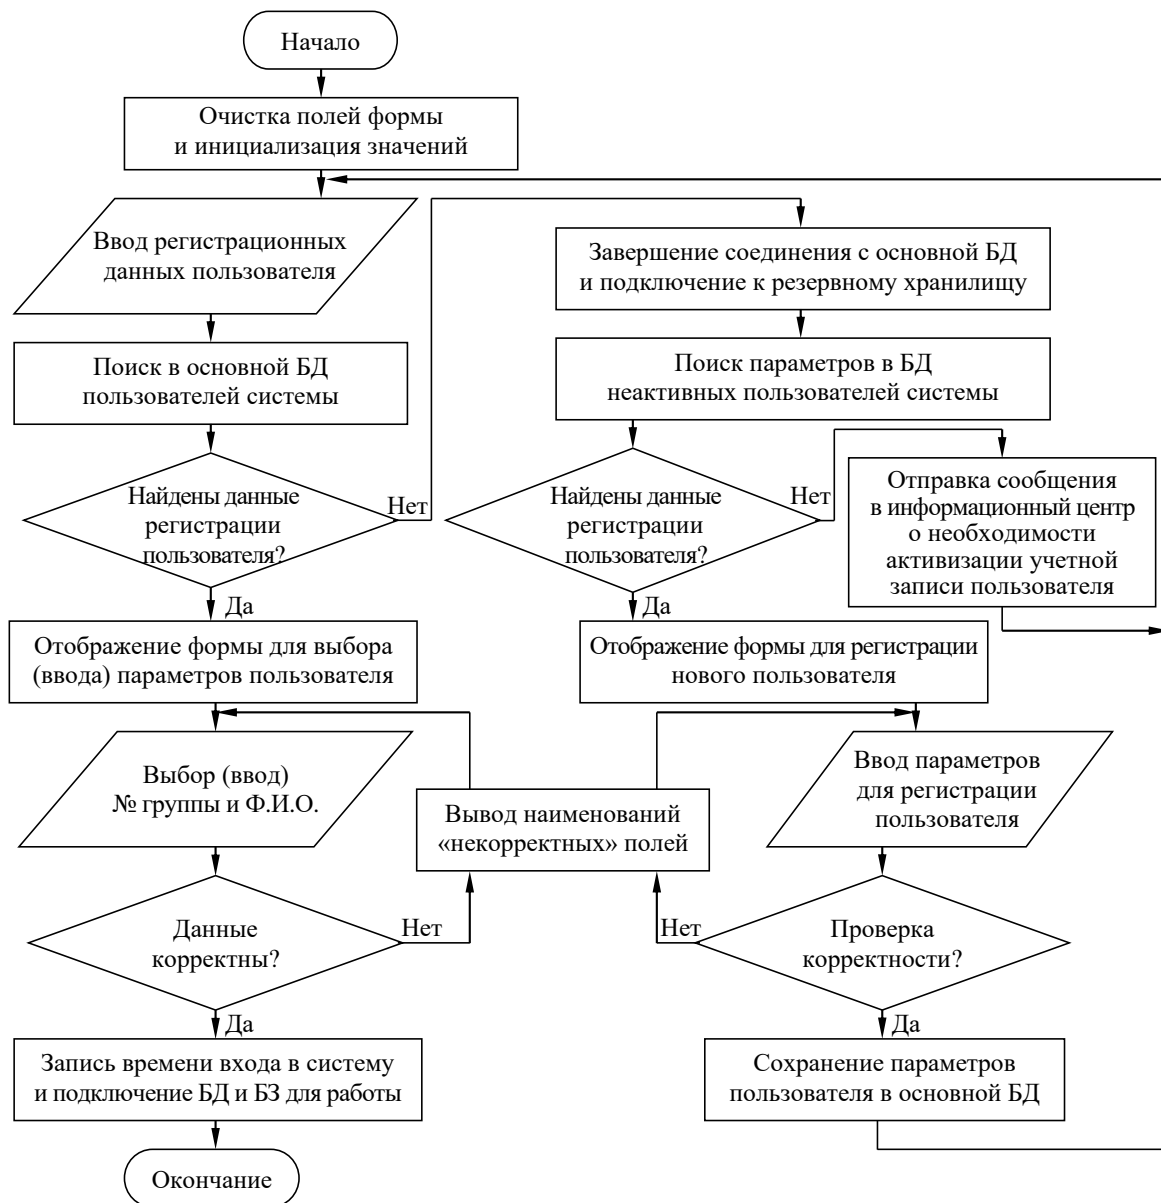 Начало
Очистка полей формы
и инициализация значений
Ввод регистрационных
данных пользователя
Завершение соединения с основной БД
и подключение к резервному хранилищу
Поиск в основной БД
пользователей системы
Поиск параметров в БД
неактивных пользователей системы
Найдены данные
регистрации
пользователя?
Нет
Найдены данные
регистрации
пользователя?
Нет
Отправка сообщения
в информационный центр
о необходимости
активизации учетной
записи пользователя
Да
Да
Отображение формы для выбора
(ввода) параметров пользователя
Отображение формы для регистрации
нового пользователя
Выбор (ввод)
№ группы и Ф.И.О.
Вывод наименований
«некорректных» полей
Ввод параметров
для регистрации
пользователя
Данные
корректны?
Нет
Нет
Проверка
корректности?
Да
Да
Запись времени входа в систему
и подключение БД и БЗ для работы
Сохранение параметров
пользователя в основной БД
Окончание